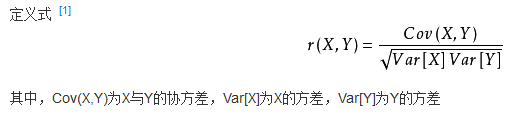 定义式 [1]
r(X,Y) = Cov(X,Y) / √(Var[X]Var[Y])
其中，Cov(X,Y)为X与Y的协方差，Var[X]为X的方差，Var[Y]为Y的方差